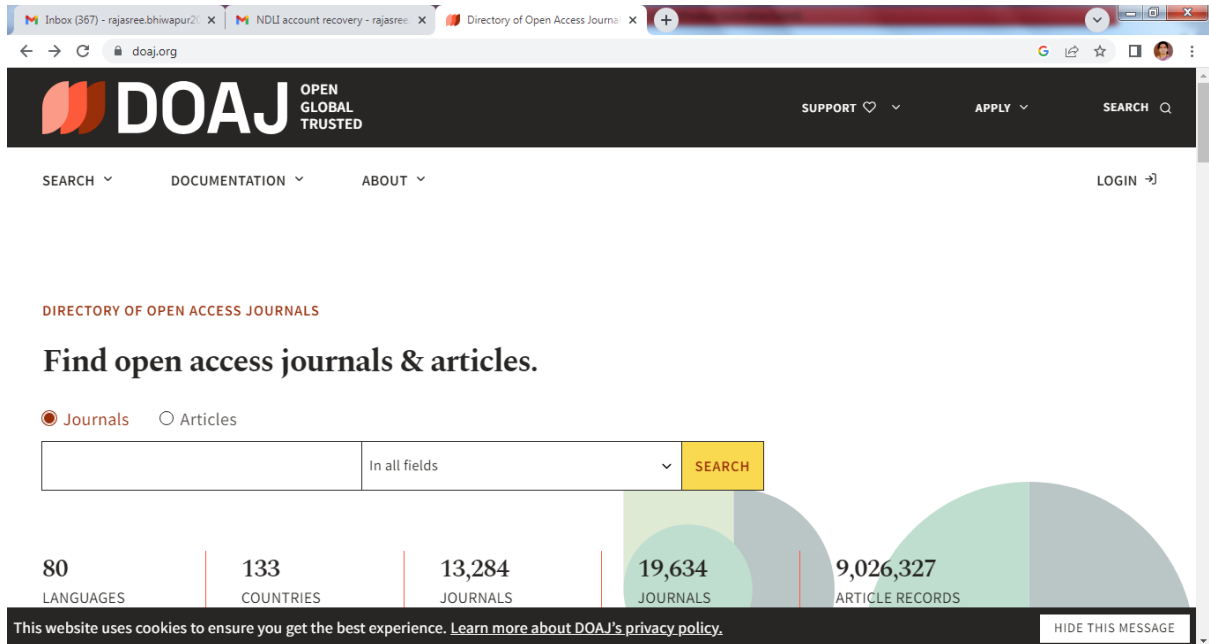 Inbox (367) - rajasree.bhiwapur20
NDLI account recovery - rajasree.
Directory of Open Access Journal
doaj.org
DOAJ
OPEN
GLOBAL
TRUSTED
SUPPORT
APPLY
SEARCH
SEARCH
DOCUMENTATION
ABOUT
LOGIN
DIRECTORY OF OPEN ACCESS JOURNALS
Find open access journals & articles.
Journals
Articles
In all fields
SEARCH
80
133
13,284
19,634
9,026,327
LANGUAGES
COUNTRIES
JOURNALS
JOURNALS
ARTICLE RECORDS
This website uses cookies to ensure you get the best experience. Learn more about DOAJ's privacy policy.
HIDE THIS MESSAGE